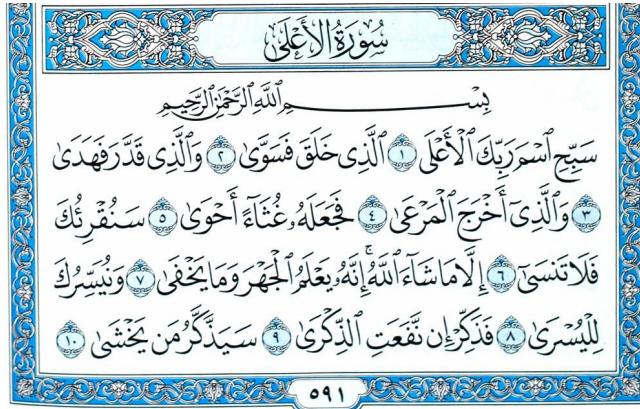 سُورَةُ الأَعْلَى
بِسْمِ ٱللَّهِ ٱلرَّحْمَٰنِ ٱلرَّحِيمِ
سَبِّحِ ٱسْمَ رَبِّكَ ٱلْأَعْلَى ١ ٱلَّذِى خَلَقَ فَسَوَّىٰ ٢ وَٱلَّذِى قَدَّرَ فَهَدَىٰ
٣ وَٱلَّذِىٓ أَخْرَجَ ٱلْمَرْعَىٰ ٤ فَجَعَلَهُۥ غُثَآءً أَحْوَىٰ ٥ سَنُقْرِئُكَ
فَلَا تَنسَىٰٓ ٦ إِلَّا مَا شَآءَ ٱللَّهُ ۚ إِنَّهُۥ يَعْلَمُ ٱلْجَهْرَ وَمَا يَخْفَىٰ ٧ وَنُيَسِّرُكَ
لِلْيُسْرَىٰ ٨ فَذَكِّرْ إِن نَّفَعَتِ ٱلذِّكْرَىٰ ٩ سَيَذَّكَّرُ مَن يَخْشَىٰ ١٠
٥٩١